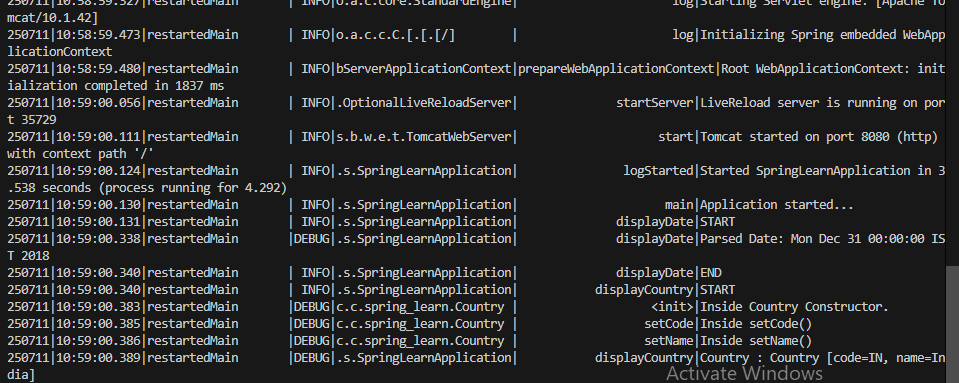 250711|10:58:59.327|restartedMain | INFO|o.a.c.core.StandardEngine | log|Starting Servlet engine: [Apache To
mcat/10.1.42]
250711|10:58:59.473|restartedMain | INFO|o.a.c.c.C.[.[.[/] | log|Initializing Spring embedded WebApp
licationContext
250711|10:58:59.480|restartedMain | INFO|bServerApplicationContext|prepareWebApplicationContext|Root WebApplicationContext: init
ialization completed in 1837 ms
250711|10:59:00.056|restartedMain | INFO|.OptionalLiveReloadServer| startServer|LiveReload server is running on por
t 35729
250711|10:59:00.111|restartedMain | INFO|s.b.w.e.t.TomcatWebServer| start|Tomcat started on port 8080 (http)
with context path '/'
250711|10:59:00.124|restartedMain | INFO|.s.SpringLearnApplication| logStarted|Started SpringLearnApplication in 3
.538 seconds (process running for 4.292)
250711|10:59:00.130|restartedMain | INFO|.s.SpringLearnApplication| main|Application started...
250711|10:59:00.131|restartedMain | INFO|.s.SpringLearnApplication| displayDate|START
250711|10:59:00.338|restartedMain |DEBUG|.s.SpringLearnApplication| displayDate|Parsed Date: Mon Dec 31 00:00:00 IS
T 2018
250711|10:59:00.340|restartedMain | INFO|.s.SpringLearnApplication| displayDate|END
250711|10:59:00.340|restartedMain | INFO|.s.SpringLearnApplication| displayCountry|START
250711|10:59:00.383|restartedMain |DEBUG|c.c.spring_learn.Country | <init>|Inside Country Constructor.
250711|10:59:00.385|restartedMain |DEBUG|c.c.spring_learn.Country | setCode|Inside setCode()
250711|10:59:00.386|restartedMain |DEBUG|c.c.spring_learn.Country | setName|Inside setName()
250711|10:59:00.389|restartedMain |DEBUG|.s.SpringLearnApplication| displayCountry|Country : Country [code=IN, name=In
dia]
Activate Windows